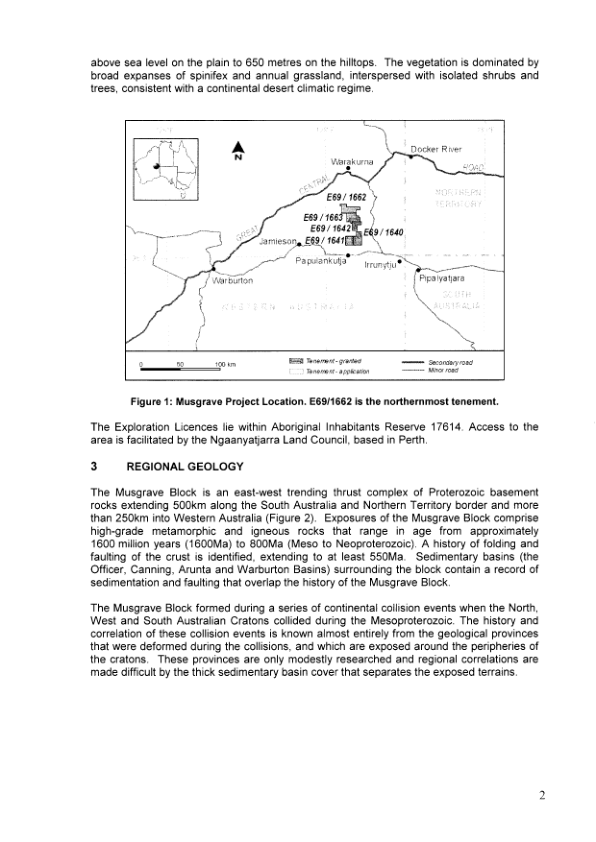 above sea level on the plain to 650 metres on the hilltops. The vegetation is dominated by
broad expanses of spinifex and annual grassland, interspersed with isolated shrubs and
trees, consistent with a continental desert climatic regime.
N
Docker River
Warakurna
ROAD
CENTRAL
E69 / 1662
NORTHERN
TERRITORY
E69 / 1663
E69 / 1642
E69 / 1640
GREAT
Jamieson
E69 / 1641
Papulankutja
Irrunytju
Warburton
Pipalyatjara
SOUTH
AUSTRALIA
WESTERN AUSTRALIA
0 50 100 km
Tenement - granted
Tenement - application
Secondary road
Minor road
Figure 1: Musgrave Project Location. E69/1662 is the northernmost tenement.
The Exploration Licences lie within Aboriginal Inhabitants Reserve 17614. Access to the
area is facilitated by the Ngaanyatjarra Land Council, based in Perth.
3 REGIONAL GEOLOGY
The Musgrave Block is an east-west trending thrust complex of Proterozoic basement
rocks extending 500km along the South Australia and Northern Territory border and more
than 250km into Western Australia (Figure 2). Exposures of the Musgrave Block comprise
high-grade metamorphic and igneous rocks that range in age from approximately
1600 million years (1600Ma) to 800Ma (Meso to Neoproterozoic). A history of folding and
faulting of the crust is identified, extending to at least 550Ma. Sedimentary basins (the
Officer, Canning, Arunta and Warburton Basins) surrounding the block contain a record of
sedimentation and faulting that overlap the history of the Musgrave Block.
The Musgrave Block formed during a series of continental collision events when the North,
West and South Australian Cratons collided during the Mesoproterozoic. The history and
correlation of these collision events is known almost entirely from the geological provinces
that were deformed during the collisions, and which are exposed around the peripheries of
the cratons. These provinces are only modestly researched and regional correlations are
made difficult by the thick sedimentary basin cover that separates the exposed terrains.
2